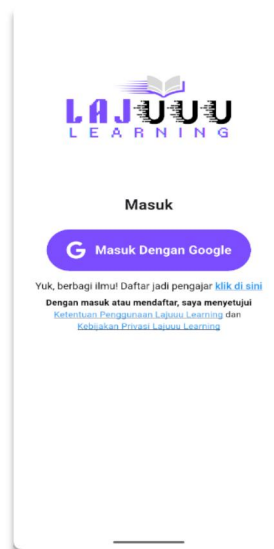 LAJUUU
LEARNING
Masuk
G Masuk Dengan Google
Yuk, berbagi ilmu! Daftar jadi pengajar klik di sini
Dengan masuk atau mendaftar, saya menyetujui
Ketentuan Penggunaan Lajuuu Learning dan
Kebijakan Privasi Lajuuu Learning